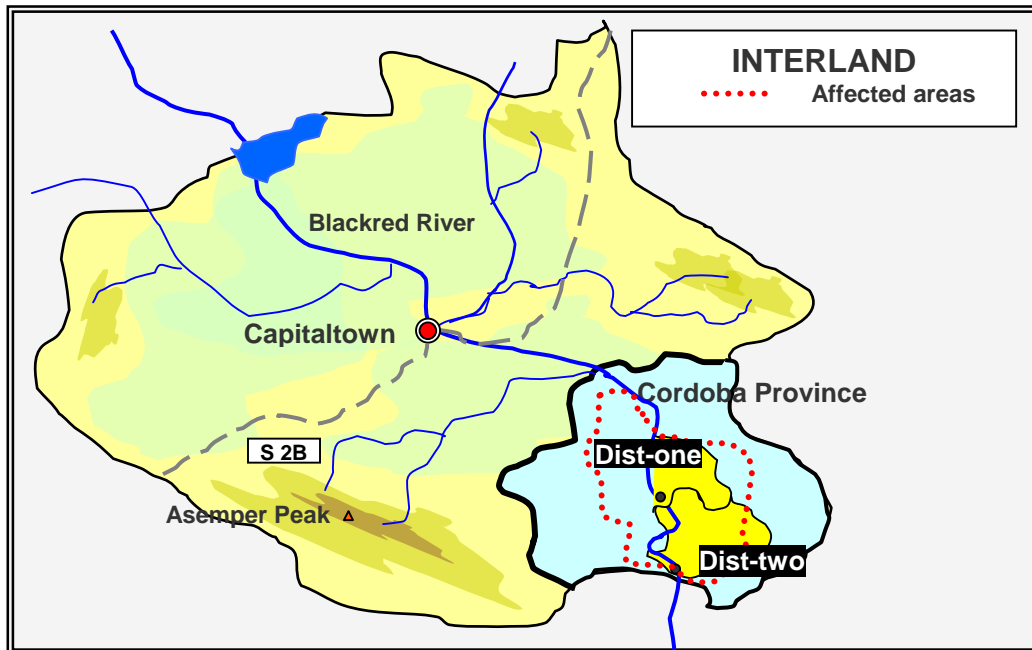 INTERLAND
Affected areas
Blackred River
Capitaltown
Cordoba Province
S 2B
Dist-one
Asemper Peak
Dist-two